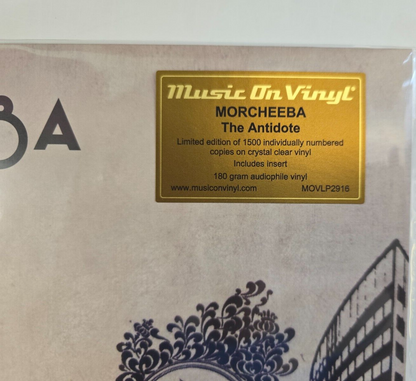 BA
Music On Vinyl
MORCHEEBA
The Antidote
Limited edition of 1500 individually numbered
copies on crystal clear vinyl
Includes insert
180 gram audiophile vinyl
www.musiconvinyl.com MOVLP2916